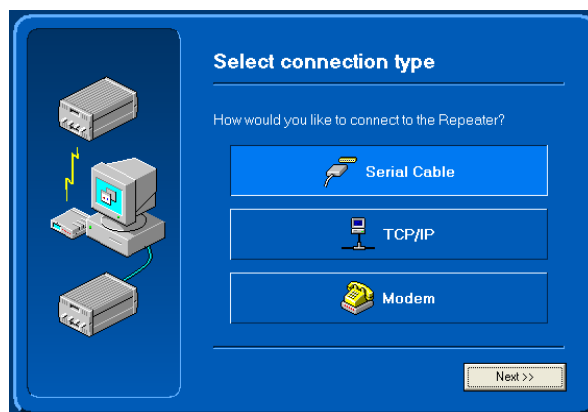 Select connection type
How would you like to connect to the Repeater?
Serial Cable
TCP/IP
Modem
Next >>